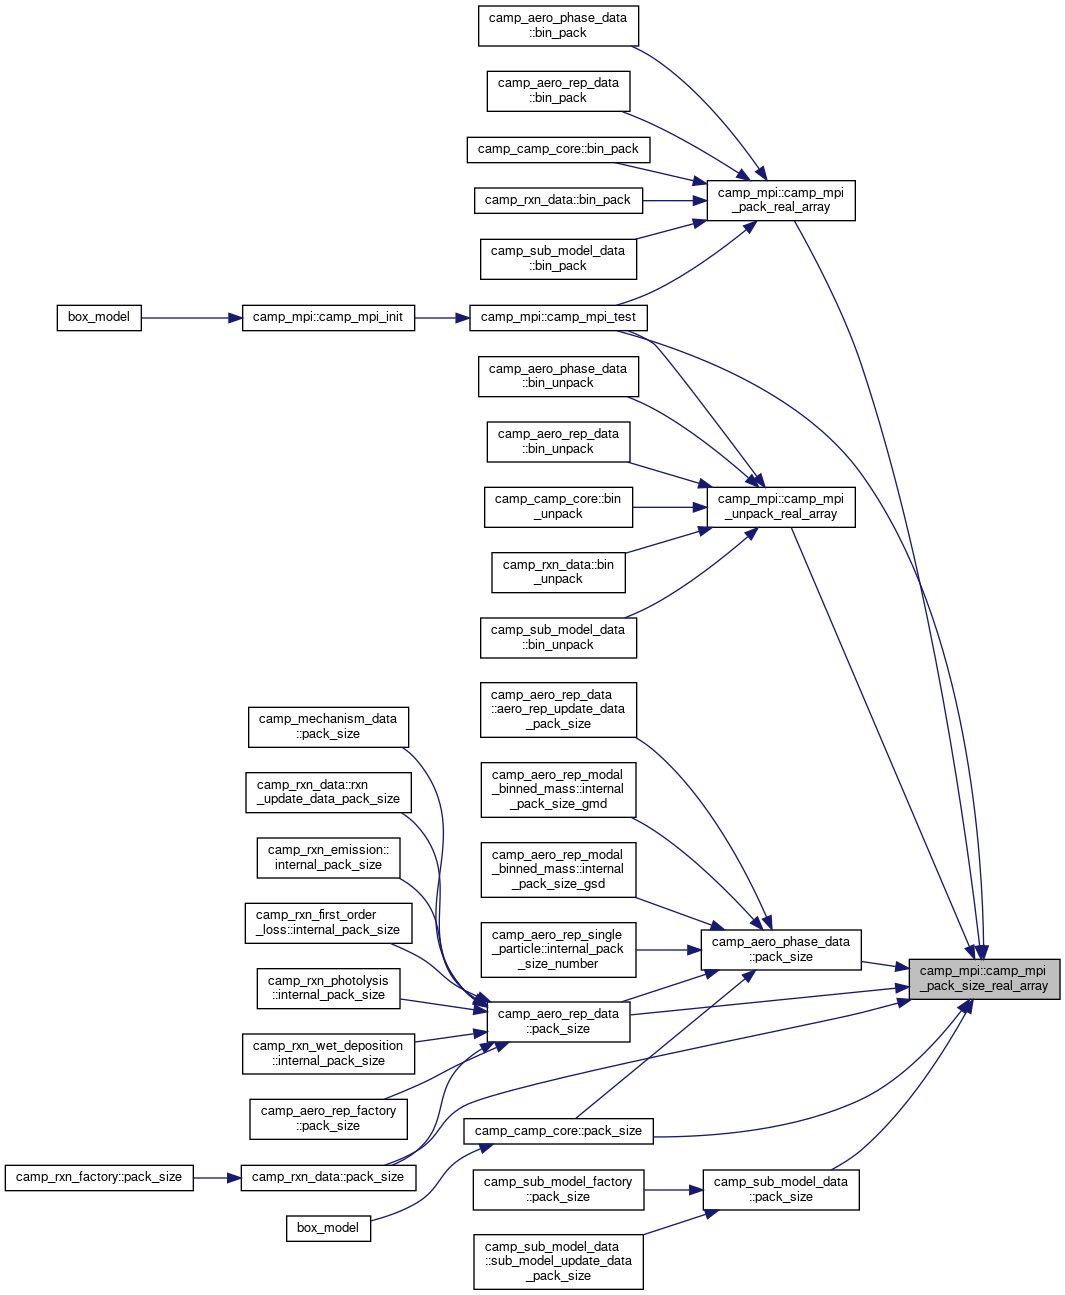 camp_aero_phase_data
::bin_pack
camp_aero_rep_data
::bin_pack
camp_camp_core::bin_pack
camp_rxn_data::bin_pack
camp_sub_model_data
::bin_pack
camp_mpi::camp_mpi
_pack_real_array
box_model
camp_mpi::camp_mpi_init
camp_mpi::camp_mpi_test
camp_aero_phase_data
::bin_unpack
camp_aero_rep_data
::bin_unpack
camp_camp_core::bin
_unpack
camp_rxn_data::bin
_unpack
camp_sub_model_data
::bin_unpack
camp_mpi::camp_mpi
_unpack_real_array
camp_aero_rep_data
::aero_rep_update_data
_pack_size
camp_aero_rep_modal
_binned_mass::internal
_pack_size_gmd
camp_aero_rep_modal
_binned_mass::internal
_pack_size_gsd
camp_aero_rep_single
_particle::internal_pack
_size_number
camp_aero_phase_data
::pack_size
camp_mpi::camp_mpi
_pack_size_real_array
camp_mechanism_data
::pack_size
camp_rxn_data::rxn
_update_data_pack_size
camp_rxn_emission::
internal_pack_size
camp_rxn_first_order
_loss::internal_pack_size
camp_rxn_photolysis
::internal_pack_size
camp_rxn_wet_deposition
::internal_pack_size
camp_aero_rep_factory
::pack_size
camp_aero_rep_data
::pack_size
camp_camp_core::pack_size
camp_rxn_factory::pack_size
camp_rxn_data::pack_size
box_model
camp_sub_model_factory
::pack_size
camp_sub_model_data
::pack_size
camp_sub_model_data
::sub_model_update_data
_pack_size